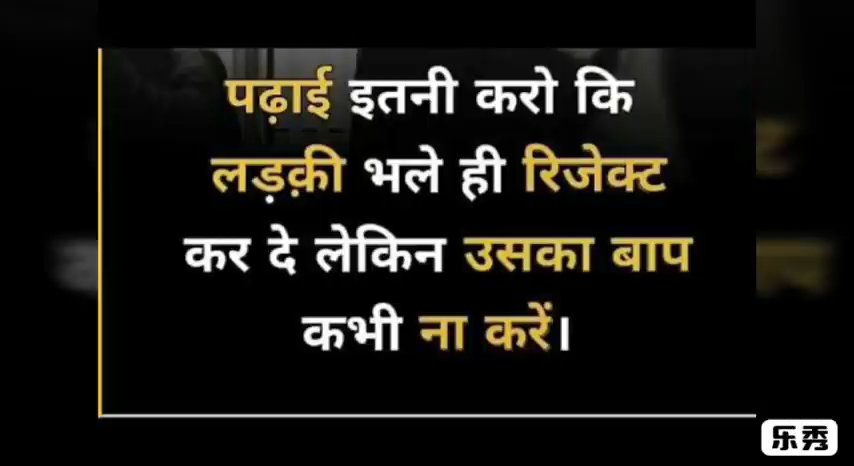 पढ़ाई इतनी करो कि
लड़क़ी भले ही रिजेक्ट
कर दे लेकिन उसका बाप
कभी ना करें।
乐秀